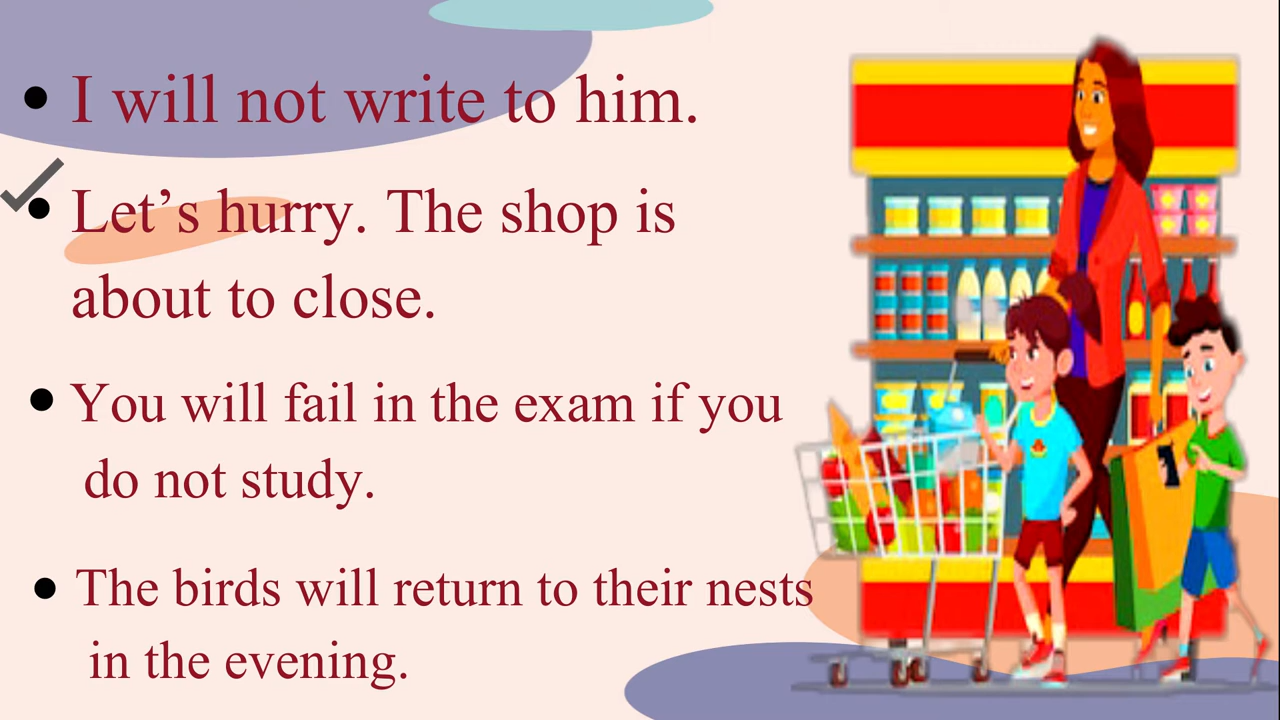 • I will not write to him.
• Let’s hurry. The shop is
about to close.
• You will fail in the exam if you
do not study.
• The birds will return to their nests
in the evening.